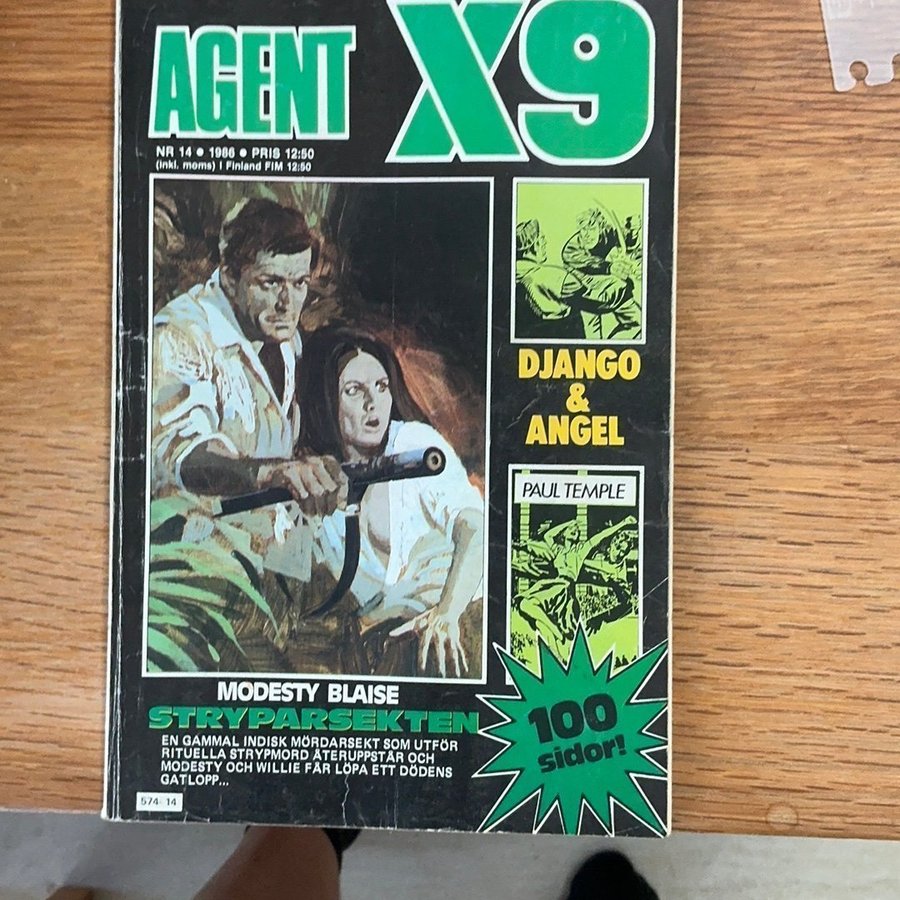 AGENT X9
NR 14 • 1986 • PRIS 12:50
(inkl. moms) I Finland FIM 12:50
DJANGO
&
ANGEL
PAUL TEMPLE
MODESTY BLAISE
STRYPARSEKTEN
EN GAMMAL INDISK MÖRDARSEKT SOM UTFÖR
RITUELLA STRYPMORD ÅTERUPPSTÅR OCH
MODESTY OCH WILLIE FÅR LÖPA ETT DÖDENS
GATLOPP...
100
sidor!
574-14